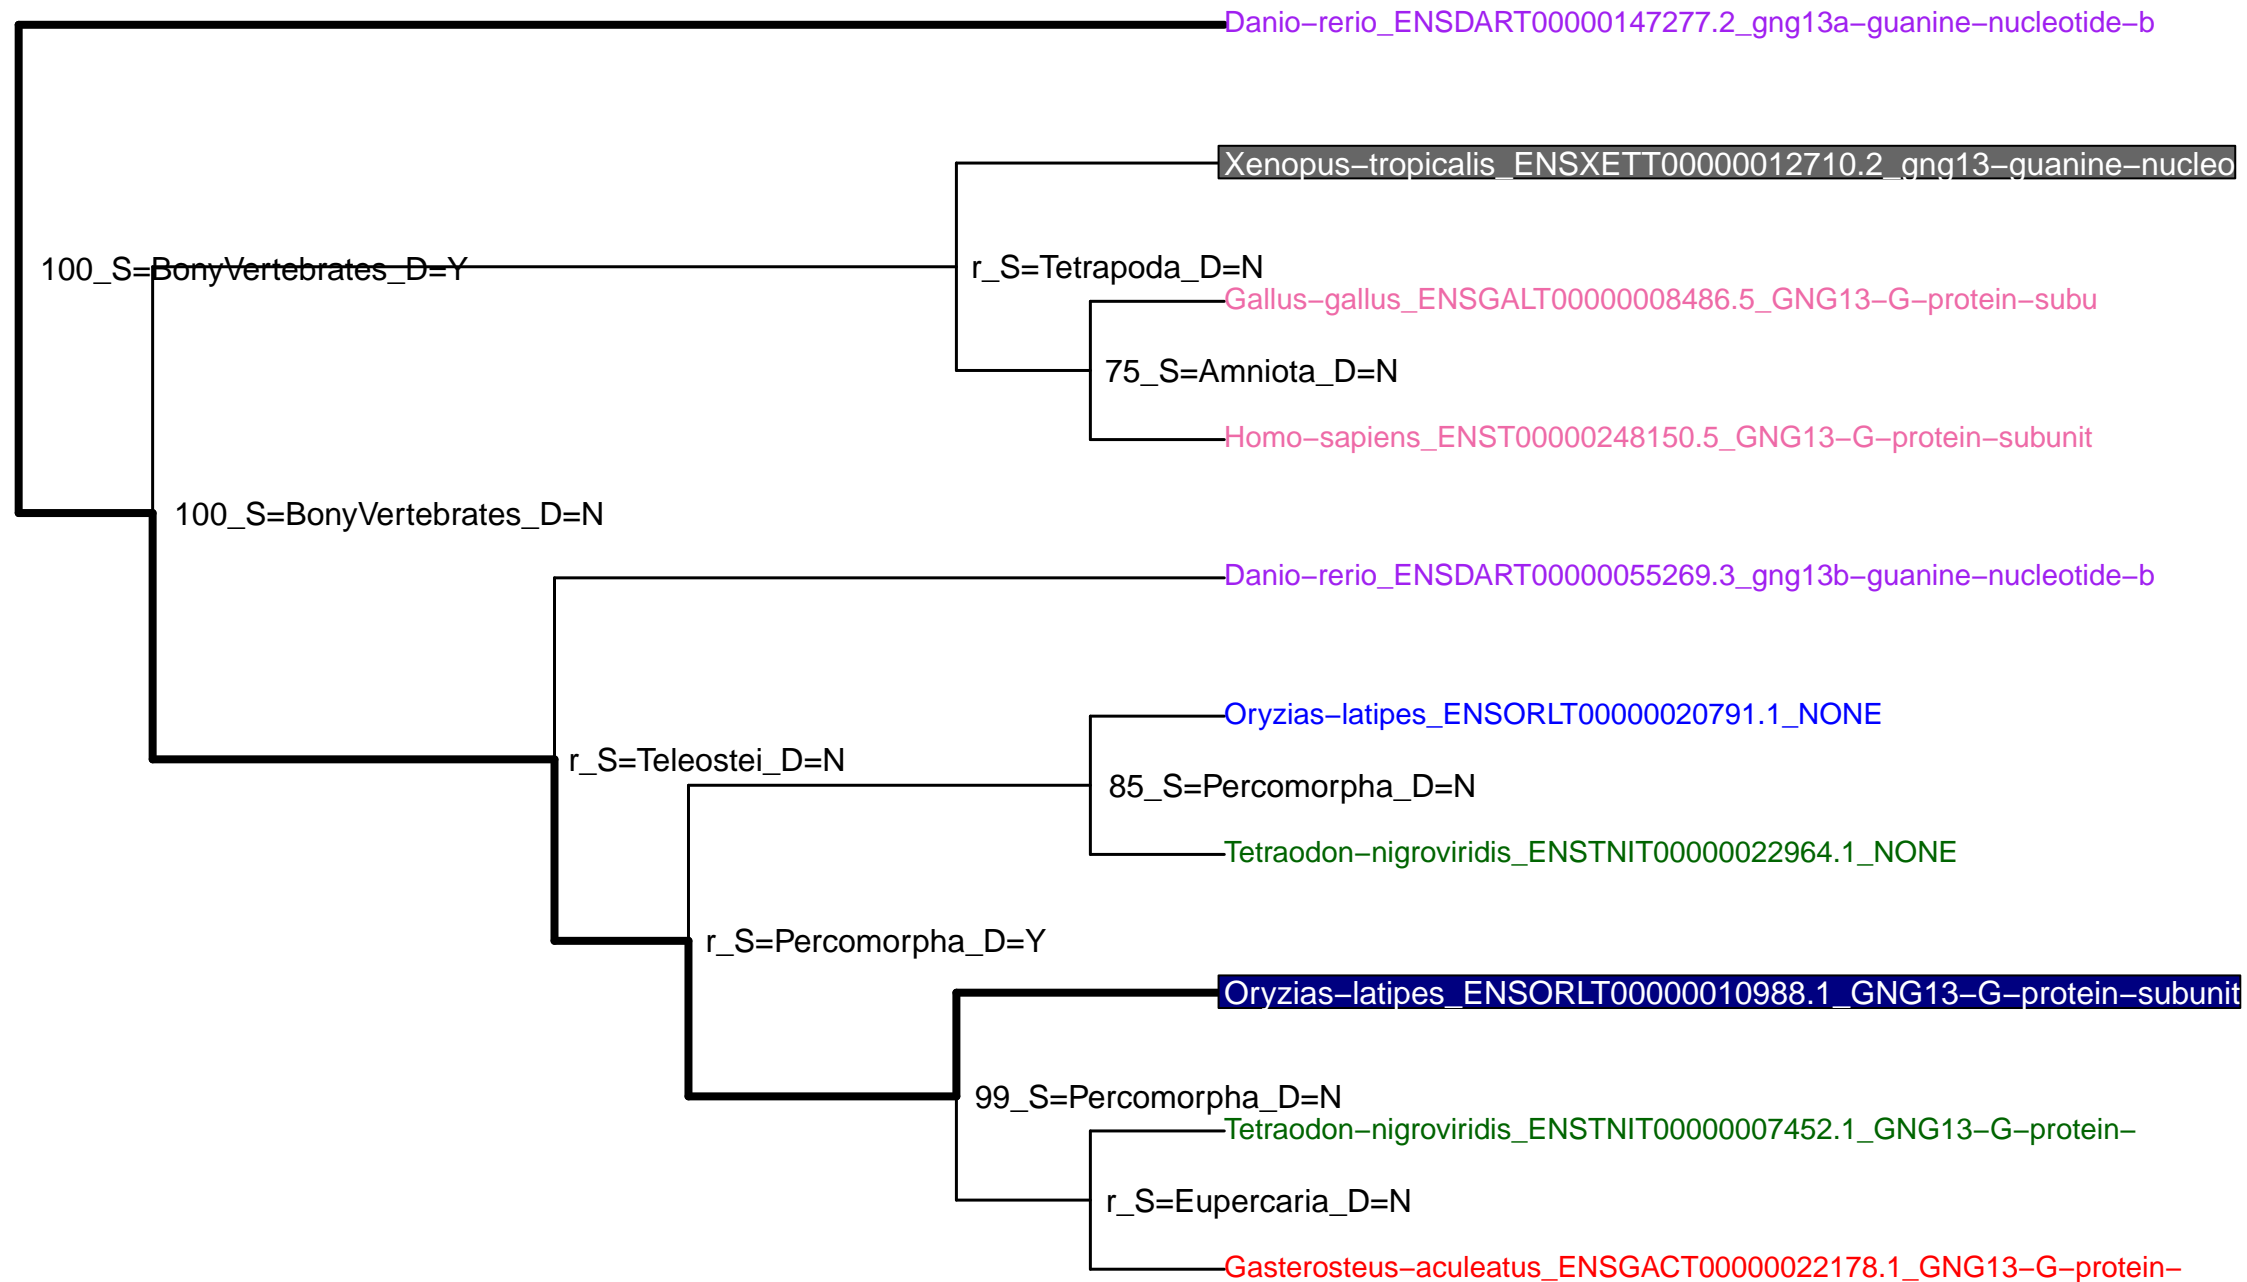 Danio−rerio_ENSDART00000147277.2_gng13a−guanine−nucleotide−b
Xenopus−tropicalis_ENSXETT00000012710.2_gng13−guanine−nucleo
100_S=BonyVertebrates_D=Y
r_S=Tetrapoda_D=N
Gallus−gallus_ENSGALT00000008486.5_GNG13−G−protein−subu
75_S=Amniota_D=N
Homo−sapiens_ENST00000248150.5_GNG13−G−protein−subunit
100_S=BonyVertebrates_D=N
Danio−rerio_ENSDART00000055269.3_gng13b−guanine−nucleotide−b
Oryzias−latipes_ENSORLT00000020791.1_NONE
r_S=Teleostei_D=N
85_S=Percomorpha_D=N
Tetraodon−nigroviridis_ENSTNIT00000022964.1_NONE
r_S=Percomorpha_D=Y
Oryzias−latipes_ENSORLT00000010988.1_GNG13−G−protein−subunit
99_S=Percomorpha_D=N
Tetraodon−nigroviridis_ENSTNIT00000007452.1_GNG13−G−protein−
r_S=Eupercaria_D=N
Gasterosteus−aculeatus_ENSGACT00000022178.1_GNG13−G−protein−